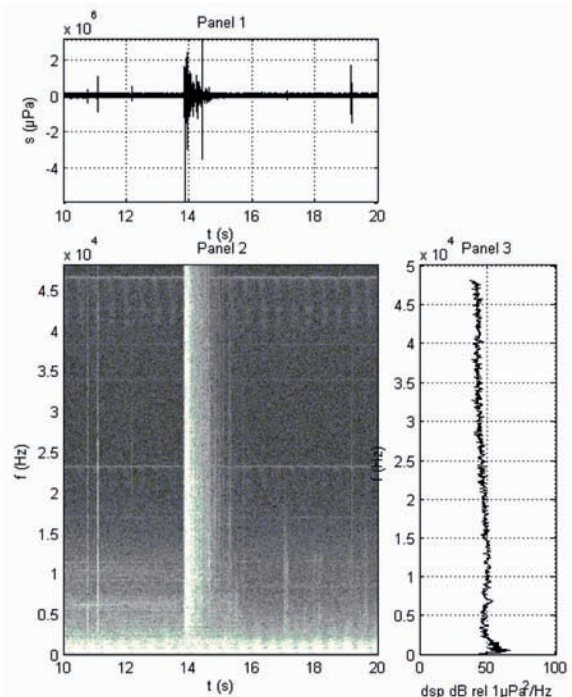 Panel 1
x 10^6
2
0
-2
-4
s (µPa)
10 12 14 16 18 20
t (s)
Panel 2
x 10^4
4.5
4
3.5
3
2.5
2
1.5
1
0.5
0
f (Hz)
10 12 14 16 18 20
t (s)
Panel 3
x 10^4
5
4.5
4
3.5
3
2.5
2
1.5
1
0.5
0
f (Hz)
0 50 100
dsp dB rel 1µPa²/Hz